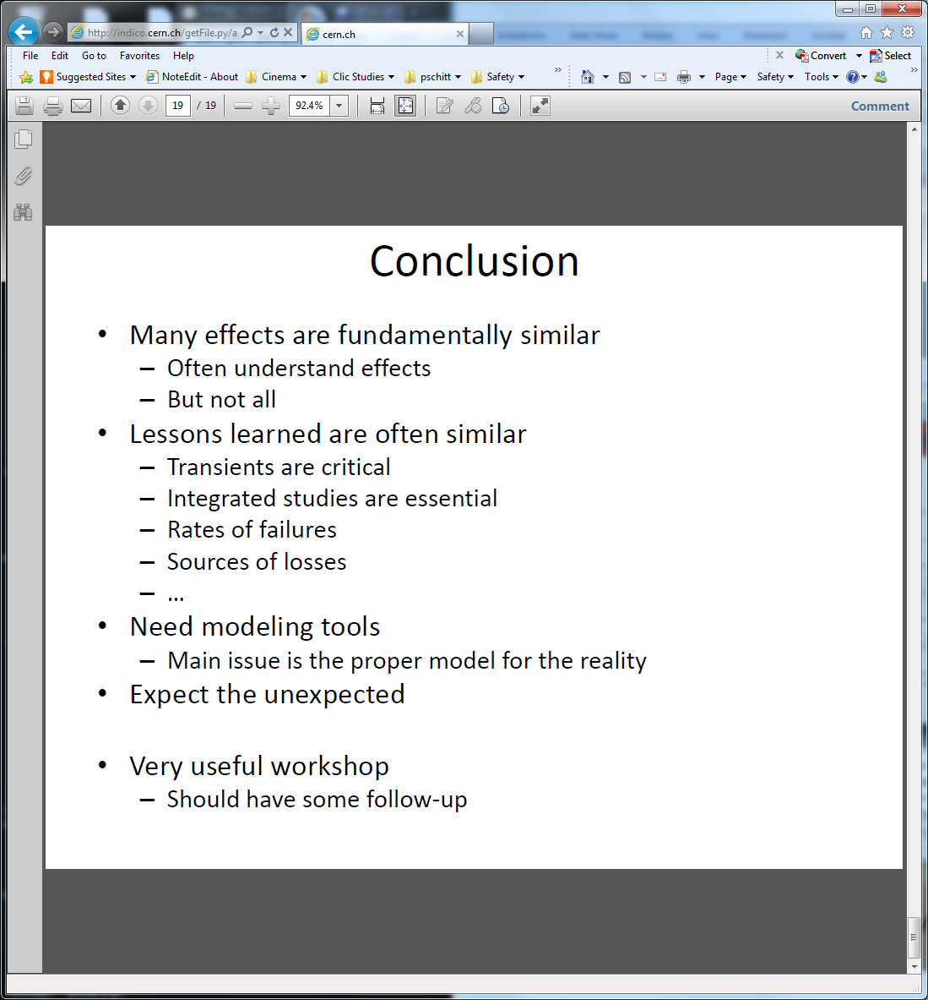 http://indico.cern.ch/getFile.py/a
cern.ch
File Edit Go to Favorites Help
Convert Select
Suggested Sites NoteEdit - About Cinema Clic Studies pschitt Safety
Page Safety Tools
19 / 19 92.4% Comment
Conclusion
• Many effects are fundamentally similar
– Often understand effects
– But not all
• Lessons learned are often similar
– Transients are critical
– Integrated studies are essential
– Rates of failures
– Sources of losses
– ...
• Need modeling tools
– Main issue is the proper model for the reality
• Expect the unexpected
• Very useful workshop
– Should have some follow-up